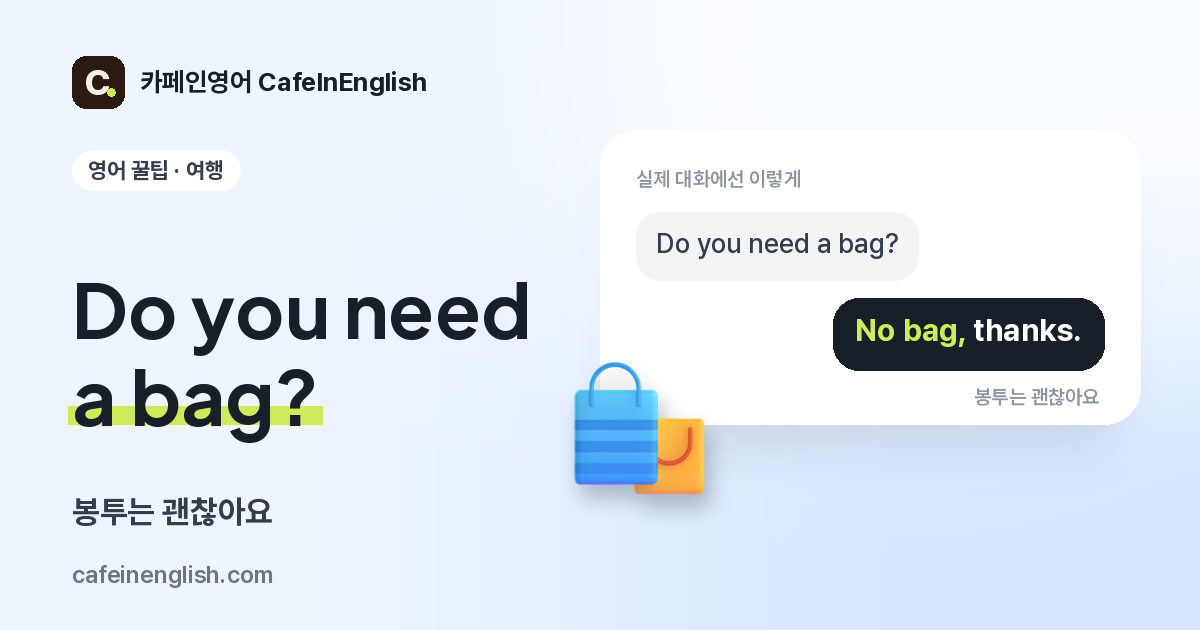 C
카페인영어 CafeInEnglish
영어 꿀팁 · 여행
Do you need
a bag?
봉투는 괜찮아요
cafeinenglish.com
실제 대화에선 이렇게
Do you need a bag?
No bag, thanks.
봉투는 괜찮아요